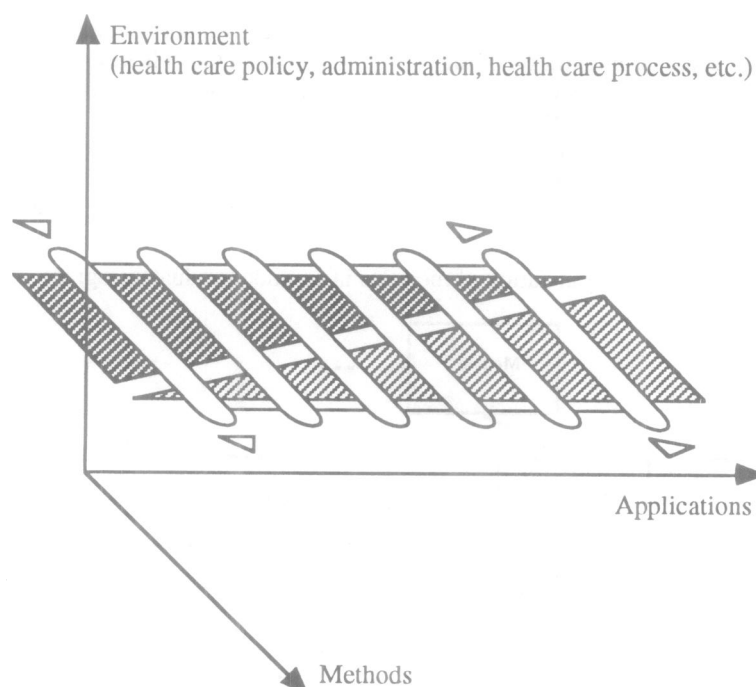 Environment
(health care policy, administration, health care process, etc.)
Applications
Methods